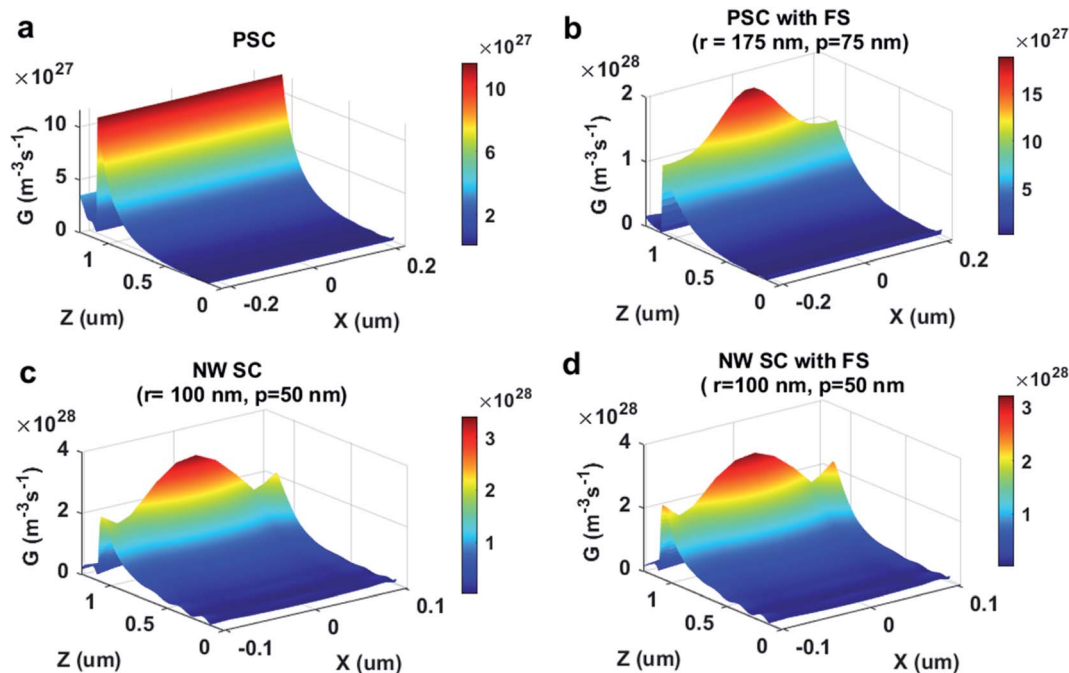 a
PSC
×10^27
×10^27
10
5
0
G (m^-3s^-1)
1
0.5
0
Z (um)
-0.2
0
0.2
X (um)
10
6
2
b
PSC with FS
(r = 175 nm, p=75 nm)
×10^28
×10^27
2
1
0
G (m^-3s^-1)
1
0.5
0
Z (um)
-0.2
0
0.2
X (um)
15
10
5
c
NW SC
(r= 100 nm, p=50 nm)
×10^28
×10^28
4
2
0
G (m^-3s^-1)
1
0.5
0
Z (um)
-0.1
0
0.1
X (um)
3
2
1
d
NW SC with FS
( r=100 nm, p=50 nm
×10^28
×10^28
4
2
0
G (m^-3s^-1)
1
0.5
0
Z (um)
-0.1
0
0.1
X (um)
3
2
1